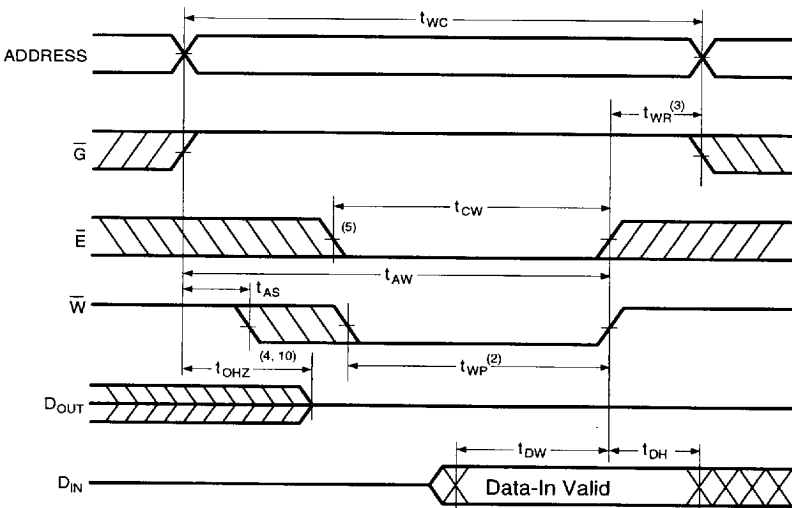 tWC
ADDRESS
tWR(3)
G
tCW
E
(5)
tAW
tAS
W
(4, 10)
tOHZ
tWP(2)
DOUT
tDW
tDH
DIN
Data-In Valid